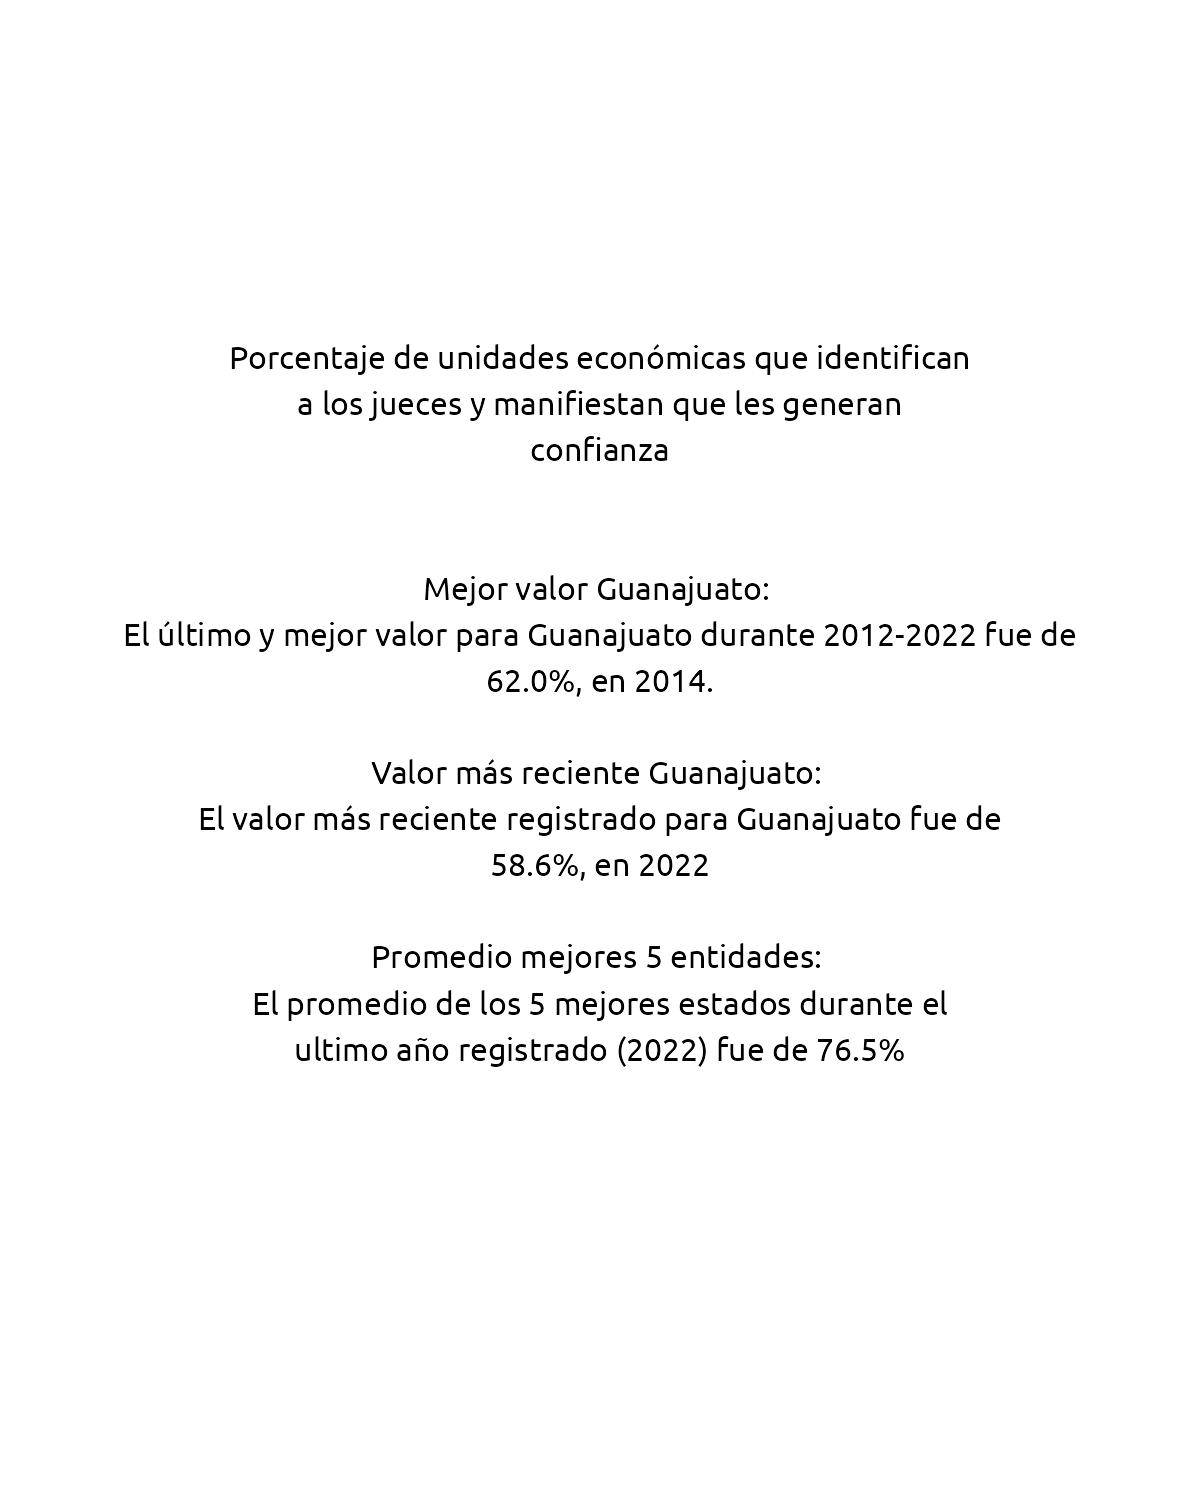 Porcentaje de unidades económicas que identifican
a los jueces y manifiestan que les generan
confianza
Mejor valor Guanajuato:
El último y mejor valor para Guanajuato durante 2012-2022 fue de
62.0%, en 2014.
Valor más reciente Guanajuato:
El valor más reciente registrado para Guanajuato fue de
58.6%, en 2022
Promedio mejores 5 entidades:
El promedio de los 5 mejores estados durante el
ultimo año registrado (2022) fue de 76.5%